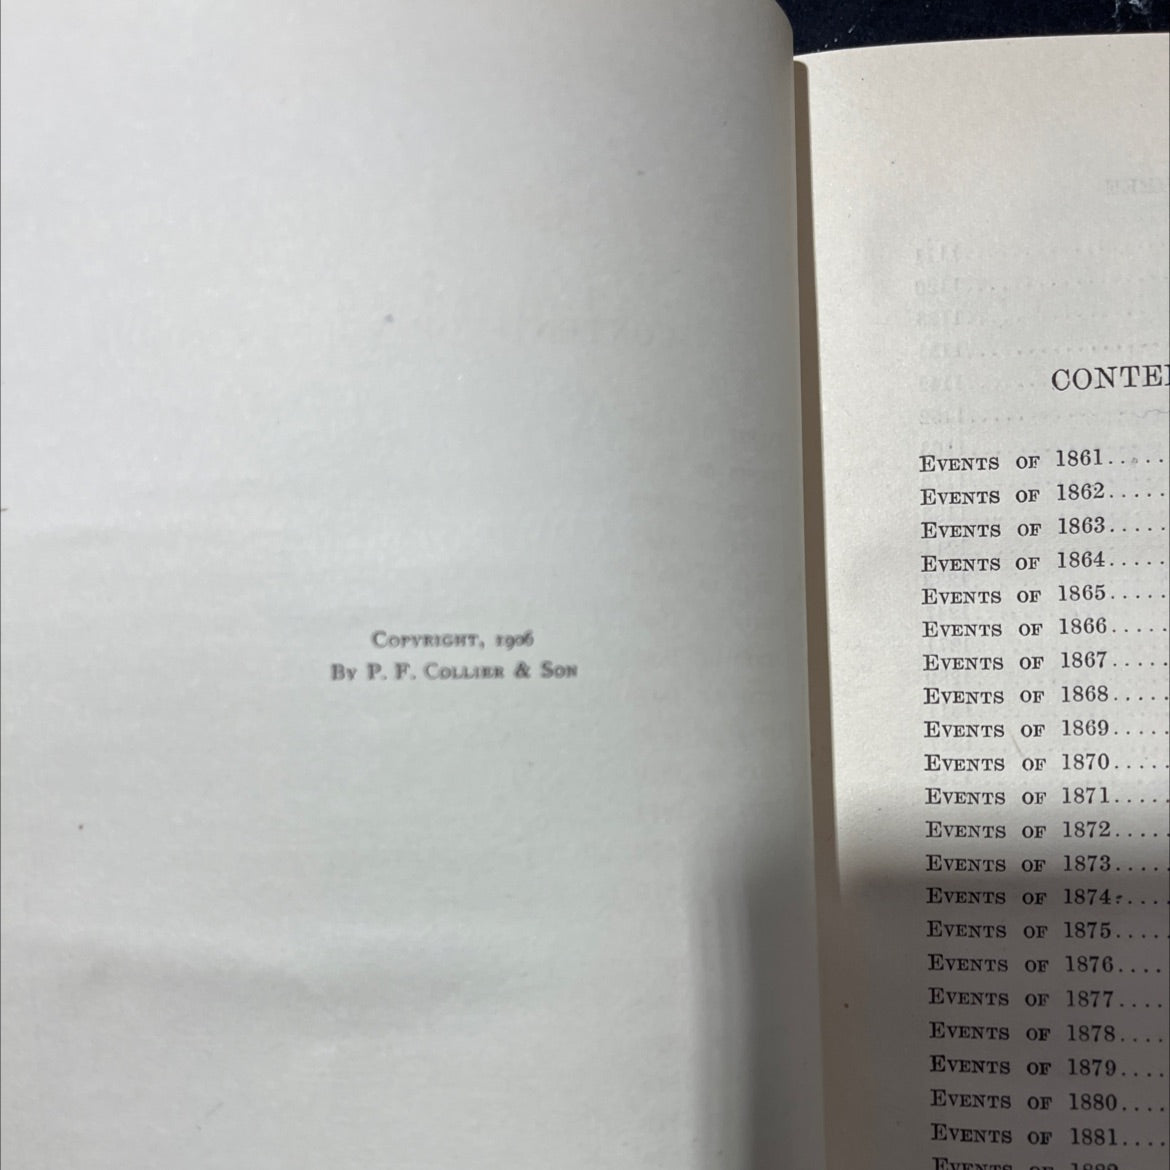 Copyright, 1906
By P. F. Collier & Son
CONTE
Events of 1861.....
Events of 1862.....
Events of 1863.....
Events of 1864.....
Events of 1865.....
Events of 1866.....
Events of 1867.....
Events of 1868.....
Events of 1869.....
Events of 1870.....
Events of 1871.....
Events of 1872.....
Events of 1873.....
Events of 1874.....
Events of 1875.....
Events of 1876....
Events of 1877....
Events of 1878....
Events of 1879....
Events of 1880....
Events of 1881....
Events of